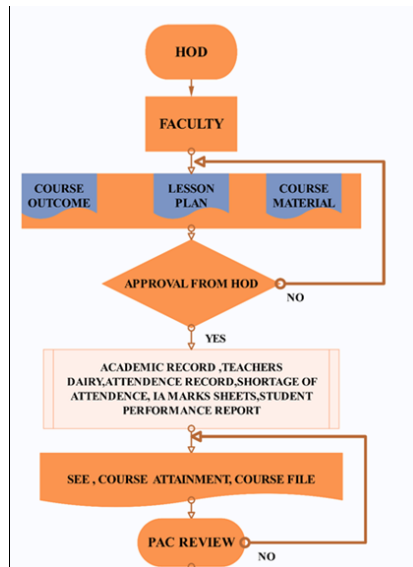 HOD
FACULTY
COURSE
OUTCOME
LESSON
PLAN
COURSE
MATERIAL
APPROVAL FROM HOD
NO
YES
ACADEMIC RECORD ,TEACHERS
DAIRY,ATTENDENCE RECORD,SHORTAGE OF
ATTENDENCE, IA MARKS SHEETS,STUDENT
PERFORMANCE REPORT
SEE , COURSE ATTAINMENT, COURSE FILE
PAC REVIEW
NO